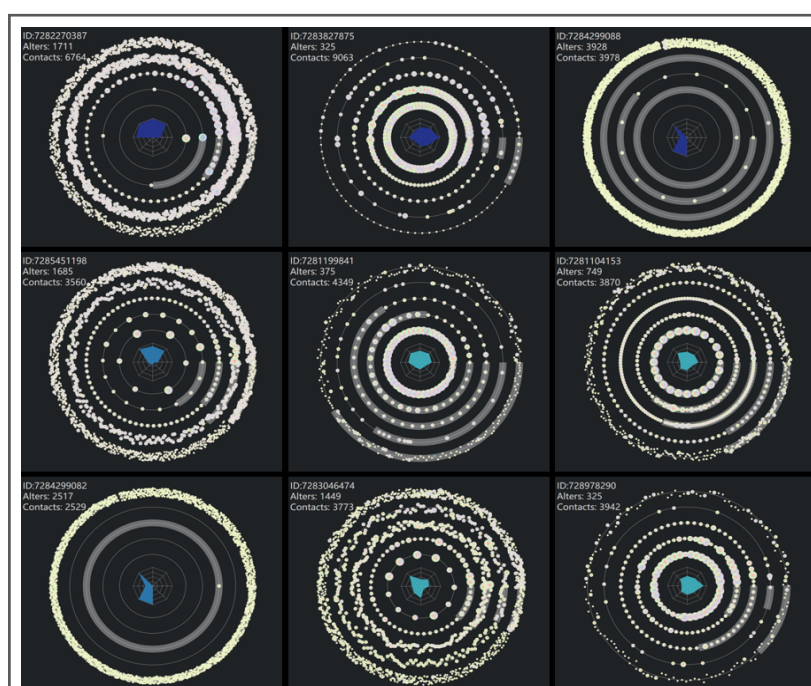 ID:7282270387
Alters: 1711
Contacts: 6764
ID:7283827875
Alters: 325
Contacts: 9063
ID:7284299088
Alters: 3928
Contacts: 3978
ID:7285451198
Alters: 1685
Contacts: 3560
ID:7281199841
Alters: 375
Contacts: 4349
ID:7281104153
Alters: 749
Contacts: 3870
ID:7284299082
Alters: 2517
Contacts: 2529
ID:7283046474
Alters: 1449
Contacts: 3773
ID:728978290
Alters: 325
Contacts: 3942